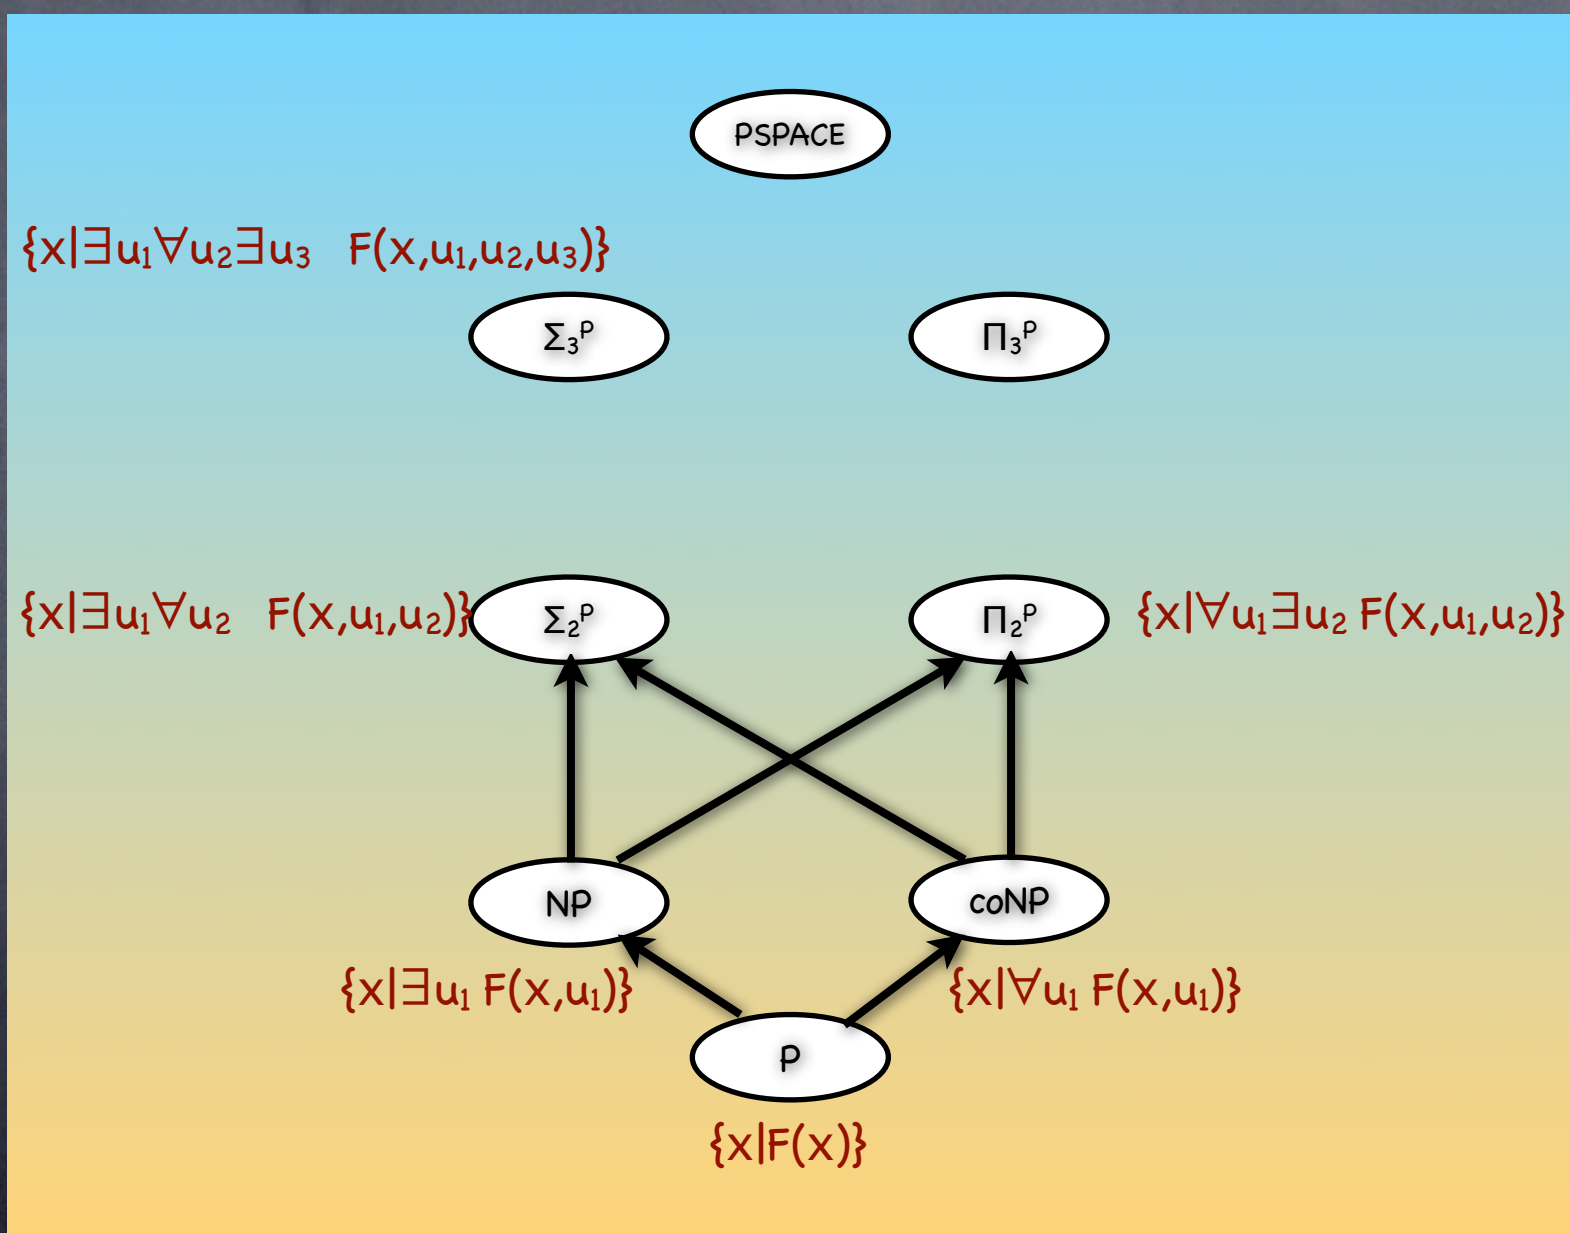 PSPACE
{x|∃u₁∀u₂∃u₃ F(x,u₁,u₂,u₃)}
Σ₃ᴾ
Π₃ᴾ
{x|∃u₁∀u₂ F(x,u₁,u₂)}
Σ₂ᴾ
Π₂ᴾ
{x|∀u₁∃u₂ F(x,u₁,u₂)}
NP
coNP
{x|∃u₁ F(x,u₁)}
{x|∀u₁ F(x,u₁)}
P
{x|F(x)}